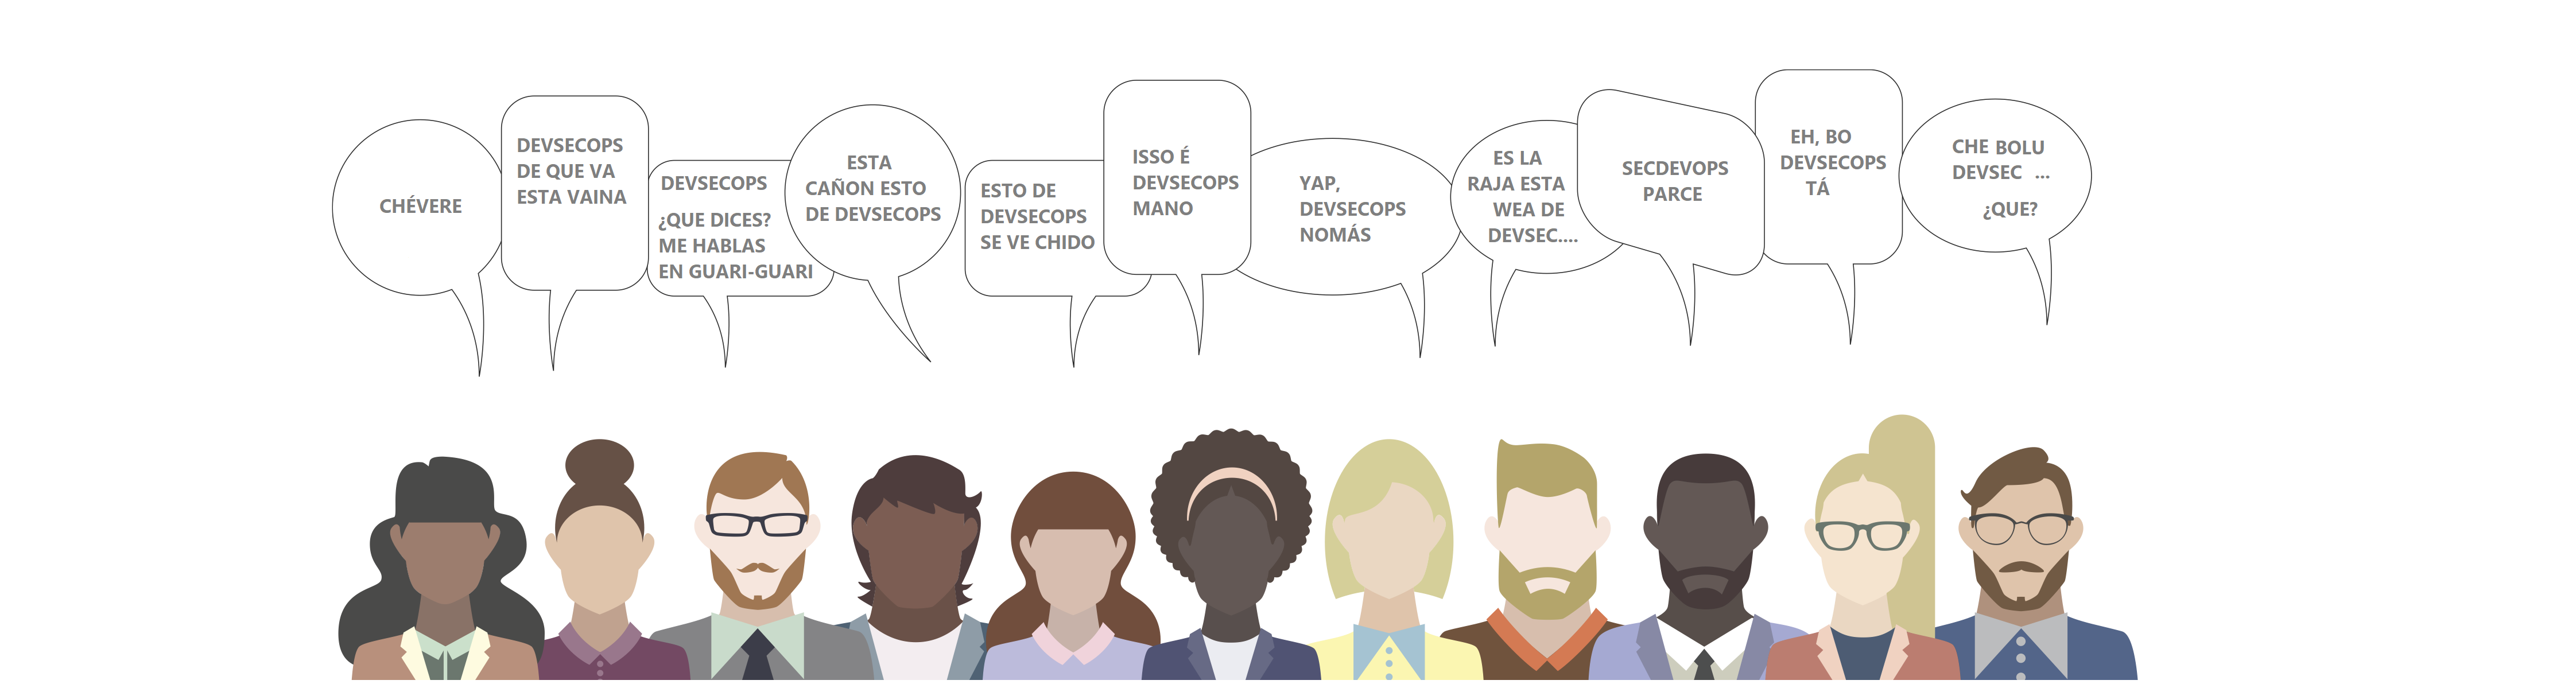 CHÉVERE
DEVSECOPS
DE QUE VA
ESTA VAINA
DEVSECOPS
¿QUE DICES?
ME HABLAS
EN GUARI-GUARI
ESTA
CAÑON ESTO
DE DEVSECOPS
ESTO DE
DEVSECOPS
SE VE CHIDO
ISSO É
DEVSECOPS
MANO
YAP,
DEVSECOPS
NOMÁS
ES LA
RAJA ESTA
WEA DE
DEVSEC....
SECDEVOPS
PARCE
EH, BO
DEVSECOPS
TÁ
CHE BOLU
DEVSEC ...
¿QUE?